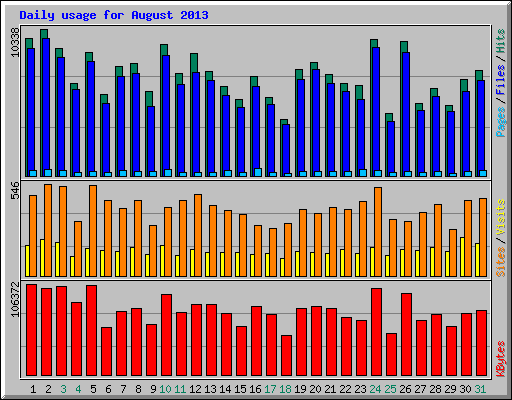 Daily usage for August 2013
10338
546
106372
Pages / Files / Hits
Sites / Visits
KBytes
1 2 3 4 5 6 7 8 9 10 11 12 13 14 15 16 17 18 19 20 21 22 23 24 25 26 27 28 29 30 31